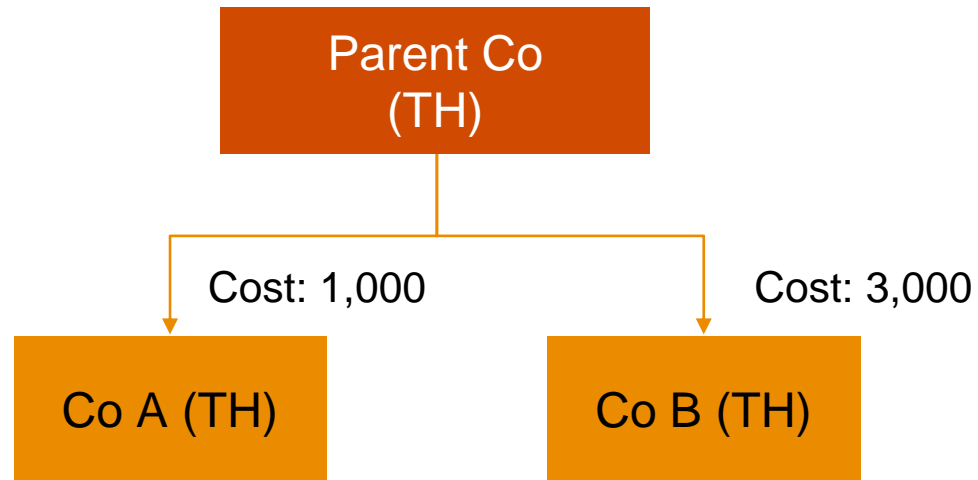 Parent Co
(TH)
Cost: 1,000
Cost: 3,000
Co A (TH)
Co B (TH)